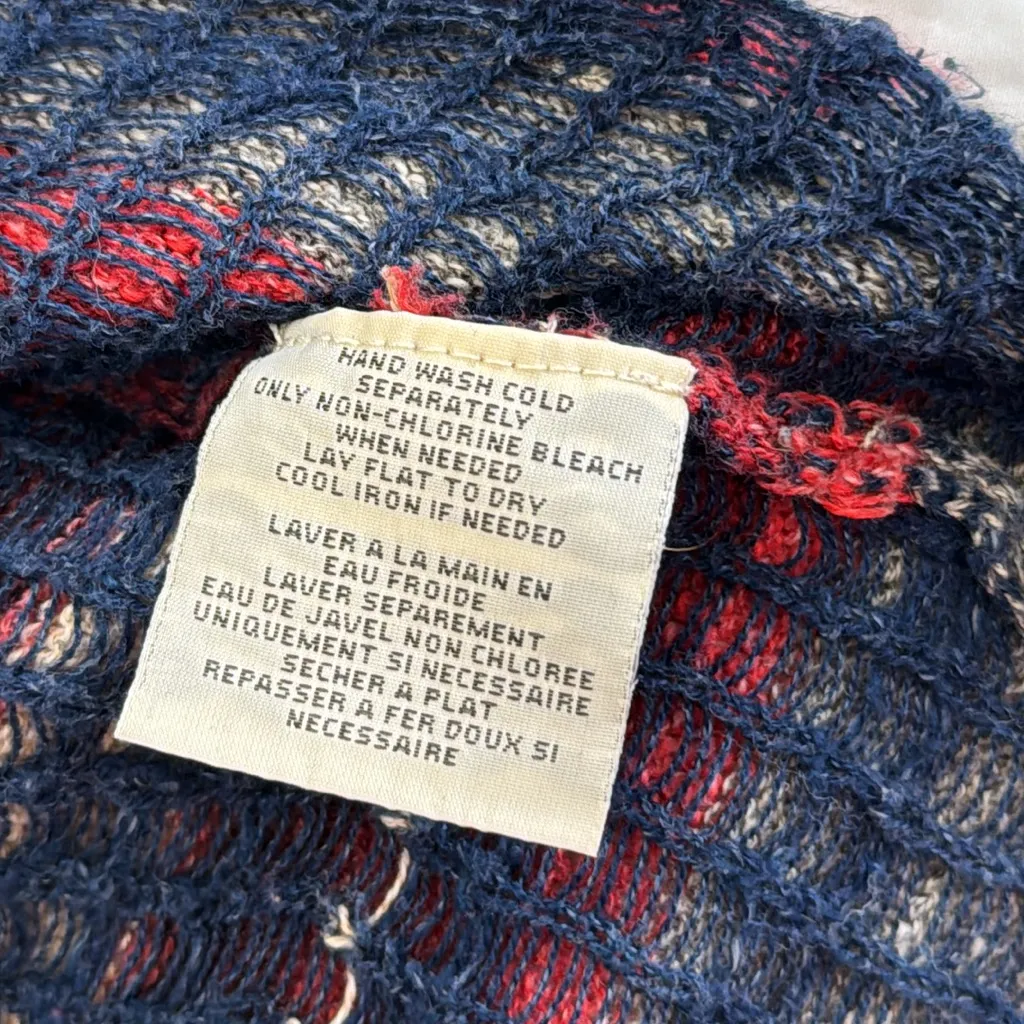 HAND WASH COLD
SEPARATELY
ONLY NON-CHLORINE BLEACH
WHEN NEEDED
LAY FLAT TO DRY
COOL IRON IF NEEDED
LAVER A LA MAIN EN
EAU FROIDE
LAVER SEPAREMENT
EAU DE JAVEL NON CHLOREE
UNIQUEMENT SI NECESSAIRE
SECHER A PLAT
REPASSER A FER DOUX SI
NECESSAIRE